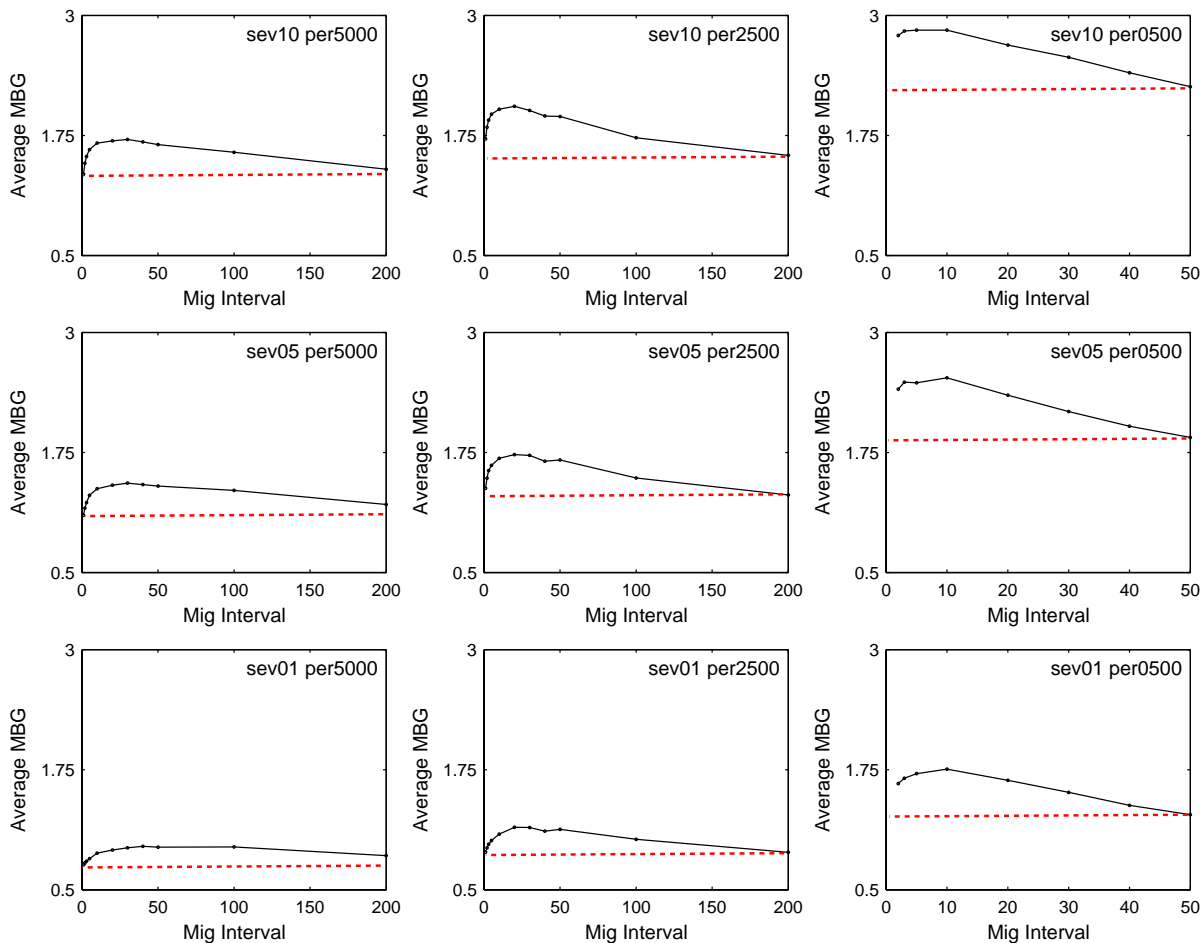 sev10 per5000
3
1.75
0.5
Average MBG
0 50 100 150 200
Mig Interval
sev10 per2500
3
1.75
0.5
Average MBG
0 50 100 150 200
Mig Interval
sev10 per0500
3
1.75
0.5
Average MBG
0 10 20 30 40 50
Mig Interval
sev05 per5000
3
1.75
0.5
Average MBG
0 50 100 150 200
Mig Interval
sev05 per2500
3
1.75
0.5
Average MBG
0 50 100 150 200
Mig Interval
sev05 per0500
3
1.75
0.5
Average MBG
0 10 20 30 40 50
Mig Interval
sev01 per5000
3
1.75
0.5
Average MBG
0 50 100 150 200
Mig Interval
sev01 per2500
3
1.75
0.5
Average MBG
0 50 100 150 200
Mig Interval
sev01 per0500
3
1.75
0.5
Average MBG
0 10 20 30 40 50
Mig Interval